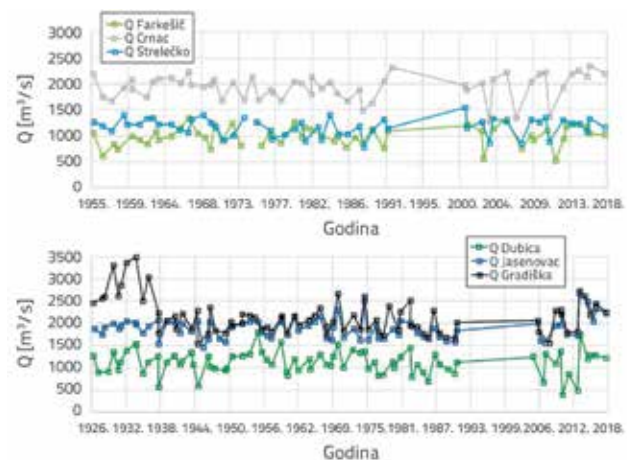 Q Farkešič
Q Crnac
Q Strelečko
Q [m³/s]
3000
2500
2000
1500
1000
500
0
1955. 1959. 1964. 1968. 1973. 1977. 1982. 1986. 1991. 1995. 2000. 2004. 2009. 2013. 2018.
Godina
Q Dubica
Q Jasenovac
Q Gradiška
Q [m³/s]
3500
3000
2500
2000
1500
1000
500
0
1926. 1932. 1938. 1944. 1950. 1956. 1962. 1969. 1975. 1981. 1987. 1993. 1999. 2006. 2012. 2018.
Godina